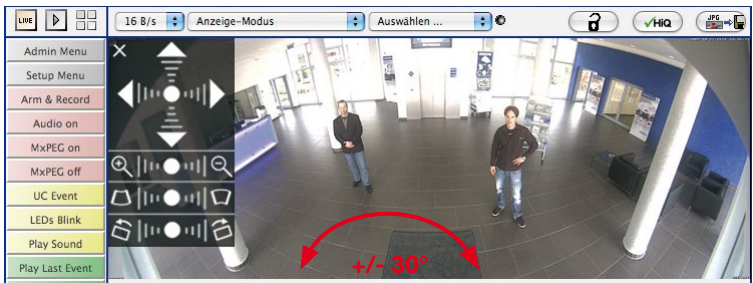 LIVE
16 B/s
Anzeige-Modus
Auswählen ...
HiQ
JPG
Admin Menu
Setup Menu
Arm & Record
Audio on
MxPEG on
MxPEG off
UC Event
LEDs Blink
Play Sound
Play Last Event
+/- 30°